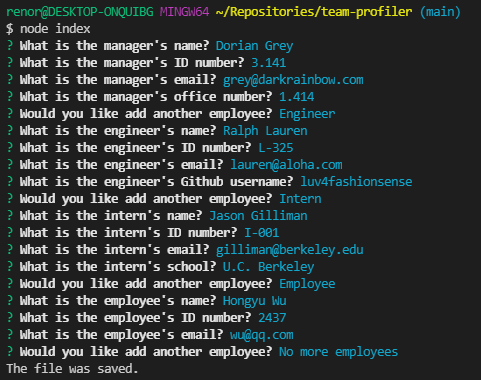 renor@DESKTOP-ONQUIBG MINGW64 ~/Repositories/team-profiler (main)
$ node index
? What is the manager's name? Dorian Grey
? What is the manager's ID number? 3.141
? What is the manager's email? grey@darkrainbow.com
? What is the manager's office number? 1.414
? Would you like add another employee? Engineer
? What is the engineer's name? Ralph Lauren
? What is the engineer's ID number? L-325
? What is the engineer's email? lauren@aloha.com
? What is the engineer's Github username? luv4fashionsense
? Would you like add another employee? Intern
? What is the intern's name? Jason Gilliman
? What is the intern's ID number? I-001
? What is the intern's email? gilliman@berkeley.edu
? What is the intern's school? U.C. Berkeley
? Would you like add another employee? Employee
? What is the employee's name? Hongyu Wu
? What is the employee's ID number? 2437
? What is the employee's email? wu@qq.com
? Would you like add another employee? No more employees
The file was saved.